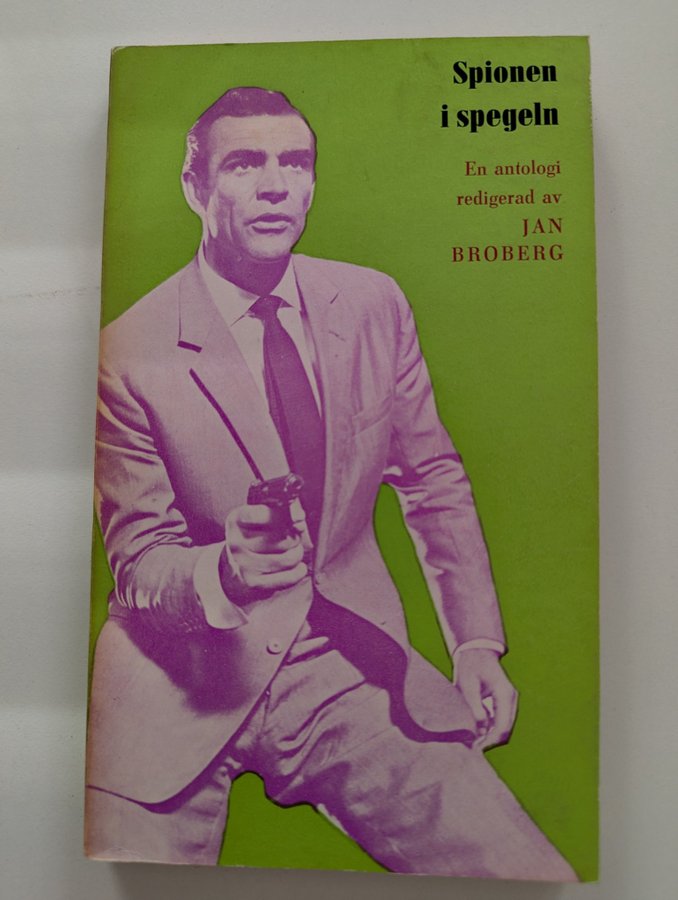 Spionen
i spegeln
En antologi
redigerad av
JAN
BROBERG